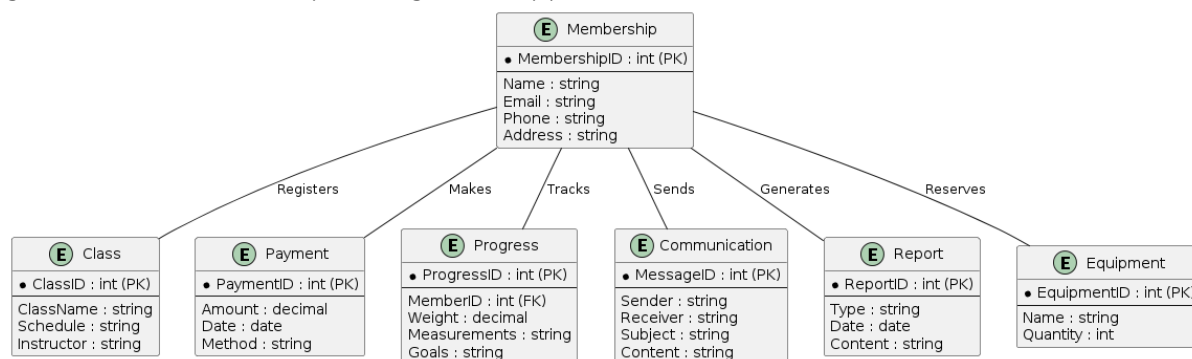 E Membership
• MembershipID : int (PK)
Name : string
Email : string
Phone : string
Address : string
Registers
Makes
Tracks
Sends
Generates
Reserves
E Class
• ClassID : int (PK)
ClassName : string
Schedule : string
Instructor : string
E Payment
• PaymentID : int (PK)
Amount : decimal
Date : date
Method : string
E Progress
• ProgressID : int (PK)
MemberID : int (FK)
Weight : decimal
Measurements : string
Goals : string
E Communication
• MessageID : int (PK)
Sender : string
Receiver : string
Subject : string
Content : string
E Report
• ReportID : int (PK)
Type : string
Date : date
Content : string
E Equipment
• EquipmentID : int (PK)
Name : string
Quantity : int